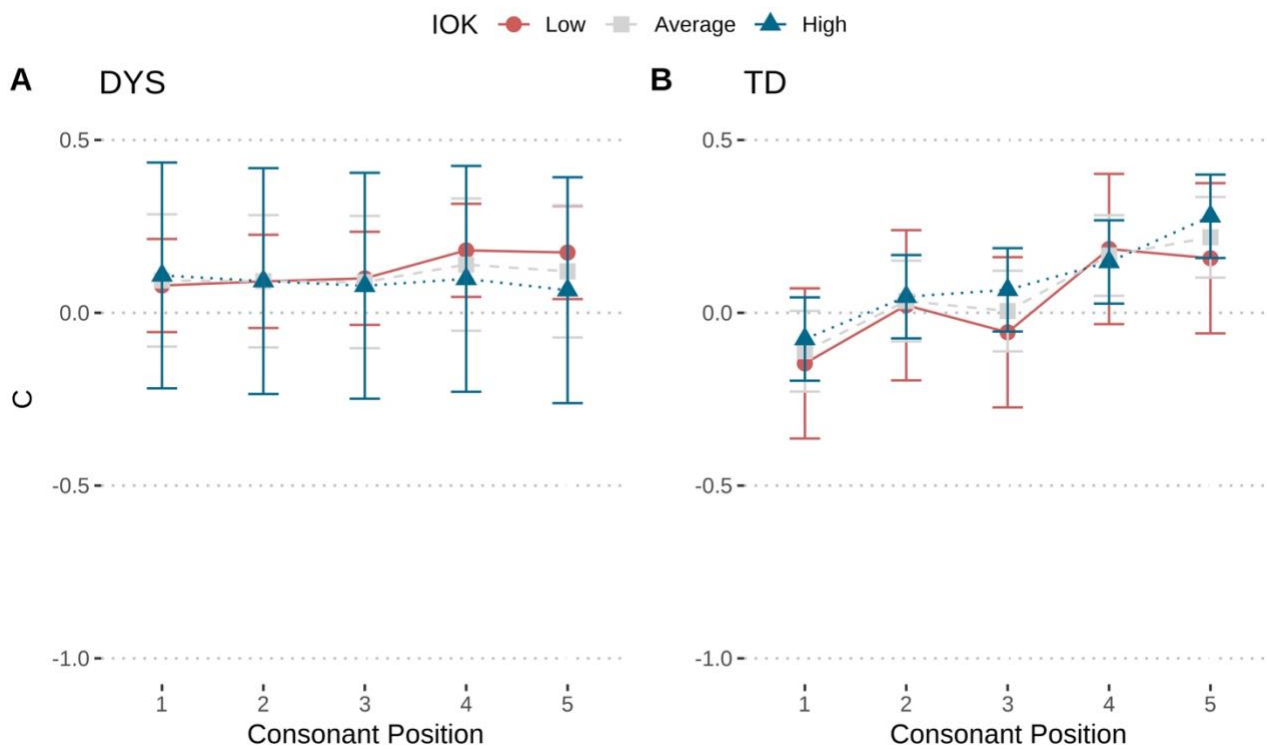 IOK Low Average High
A DYS
B TD
0.5
0.0
-0.5
-1.0
C
1 2 3 4 5
Consonant Position
0.5
0.0
-0.5
-1.0
1 2 3 4 5
Consonant Position